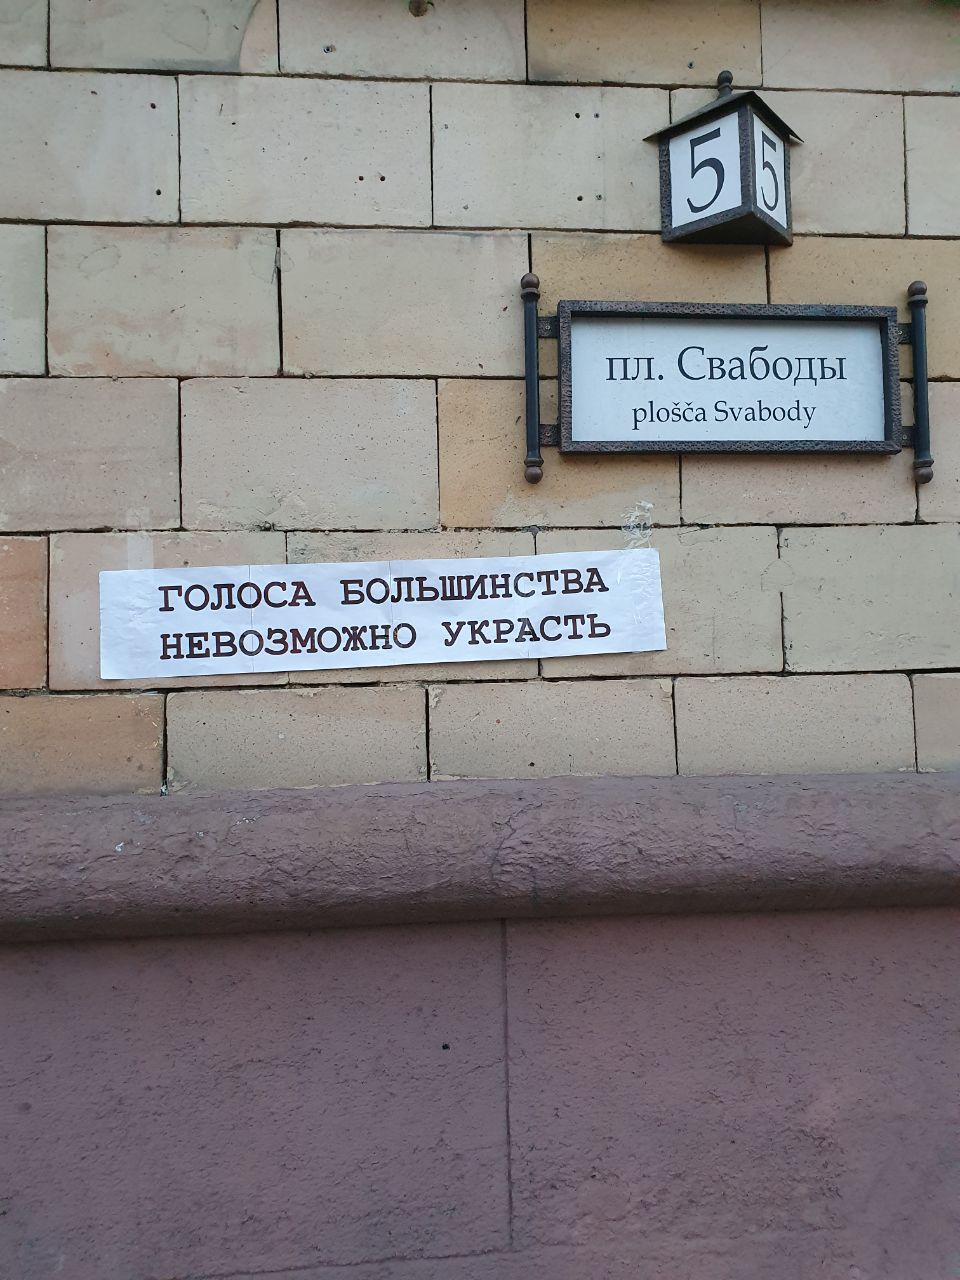 5 5
пл. Свабоды
plošča Svabody
ГОЛОСА БОЛЬШИНСТВА
НЕВОЗМОЖНО УКРАСТЬ